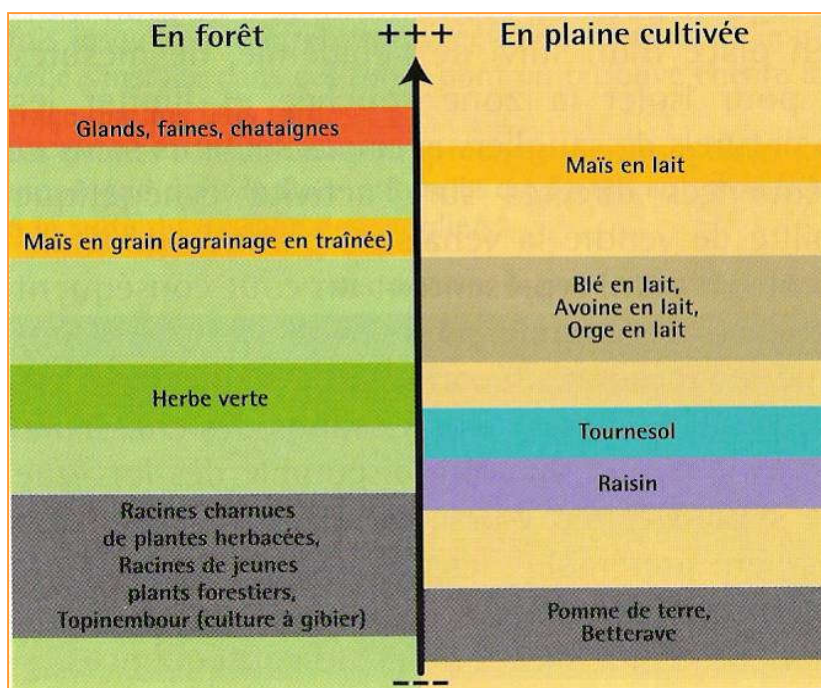 En forêt
+++
En plaine cultivée
Glands, faines, chataignes
Maïs en lait
Maïs en grain (agrainage en traînée)
Blé en lait,
Avoine en lait,
Orge en lait
Herbe verte
Tournesol
Raisin
Racines charnues
de plantes herbacées,
Racines de jeunes
plants forestiers,
Topinembour (culture à gibier)
Pomme de terre,
Betterave
---